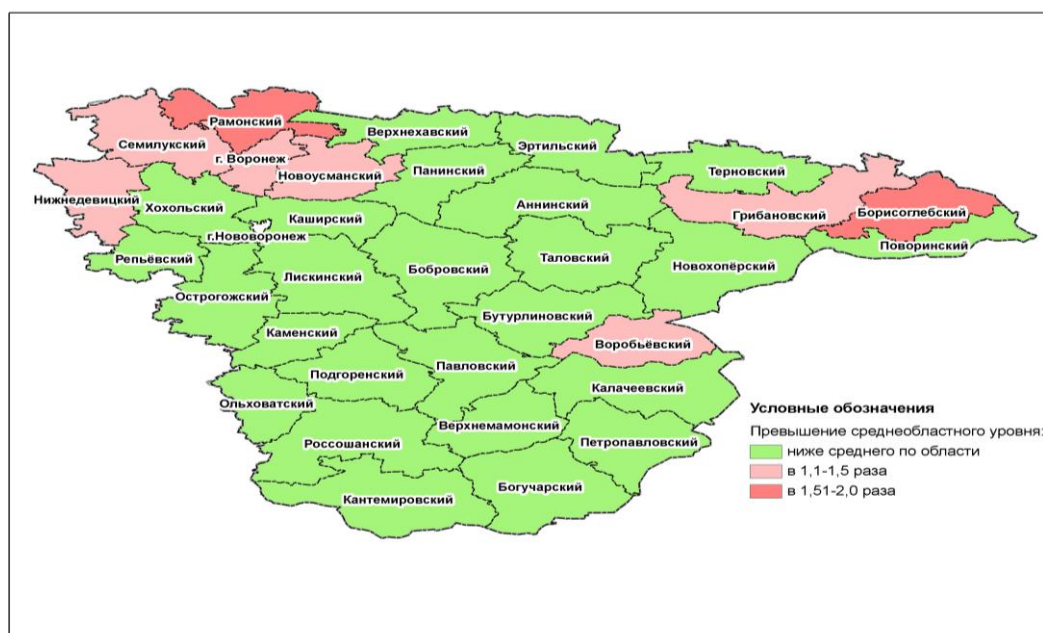 Рамонский
Верхнехавский
Семилукский
Эртильский
г. Воронеж
Панинский
Терновский
Новоусманский
Нижнедевицкий
Хохольский
Аннинский
Грибановский
Борисоглебский
Каширский
г.Нововоронеж
Поворинский
Репьёвский
Таловский
Лискинский
Бобровский
Новохопёрский
Острогожский
Бутурлиновский
Каменский
Воробьёвский
Павловский
Подгоренский
Калачеевский
Ольховатский
Верхнемамонский
Россошанский
Петропавловский
Богучарский
Кантемировский
Условные обозначения
Превышение среднеобластного уровня:
ниже среднего по области
в 1,1-1,5 раза
в 1,51-2,0 раза